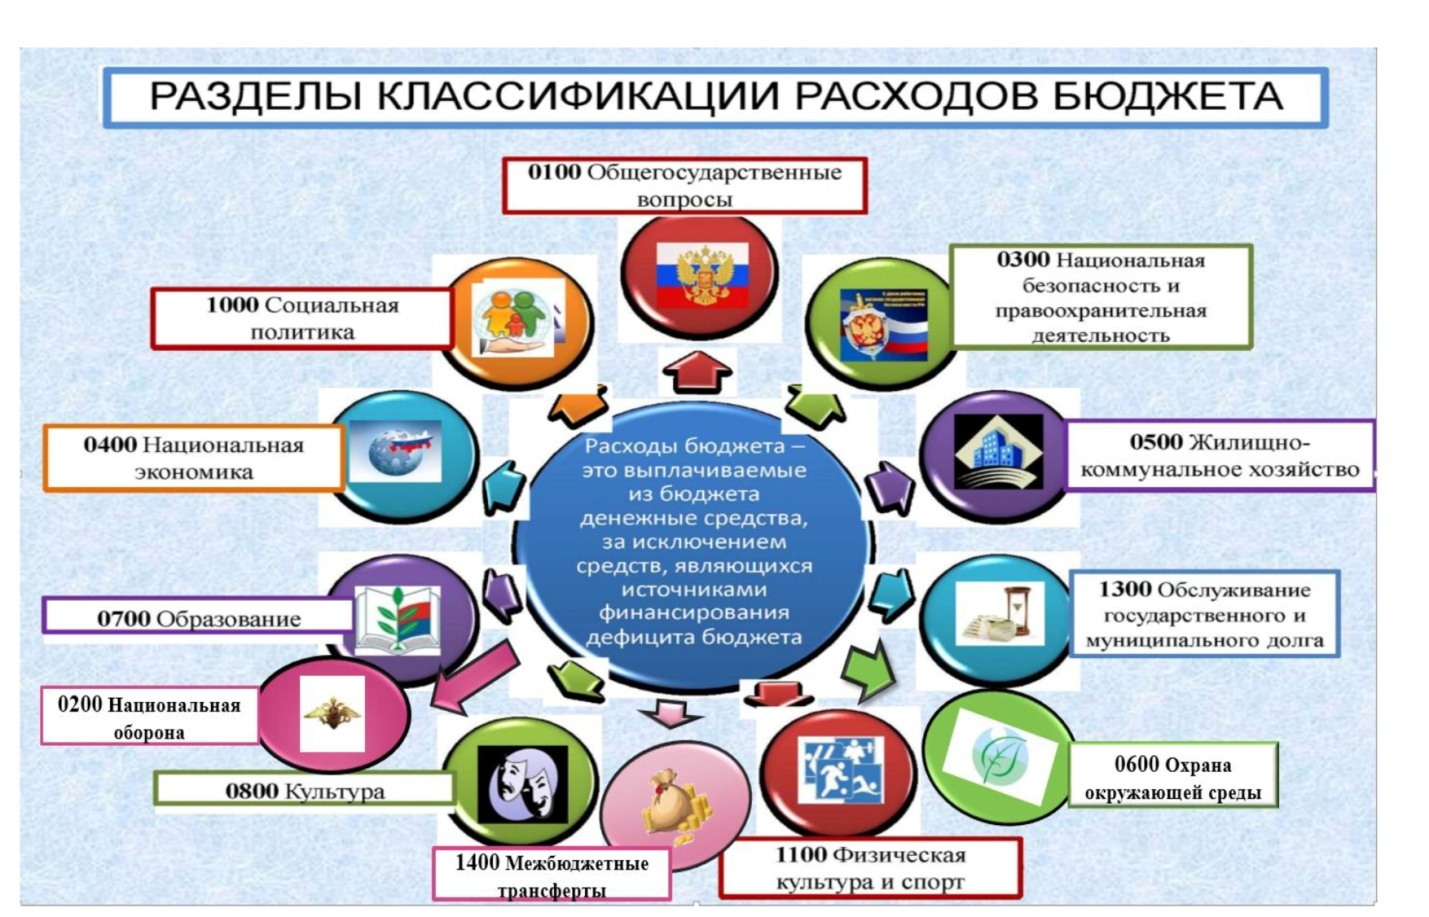 РАЗДЕЛЫ КЛАССИФИКАЦИИ РАСХОДОВ БЮДЖЕТА
0100 Общегосударственные
вопросы
0300 Национальная
безопасность и
правоохранительная
деятельность
1000 Социальная
политика
0400 Национальная
экономика
0500 Жилищно-
коммунальное хозяйство
Расходы бюджета –
это выплачиваемые
из бюджета
денежные средства,
за исключением
средств, являющихся
источниками
финансирования
дефицита бюджета
0700 Образование
1300 Обслуживание
государственного и
муниципального долга
0200 Национальная
оборона
0600 Охрана
окружающей среды
0800 Культура
1400 Межбюджетные
трансферты
1100 Физическая
культура и спорт